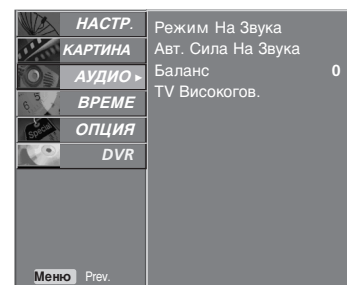 НАСТР.
КАРТИНА
АУДИО ▸
ВРЕМЕ
ОПЦИЯ
DVR
Режим На Звука
Авт. Сила На Звука
Баланс 0
TV Високогов.
Меню Prev.